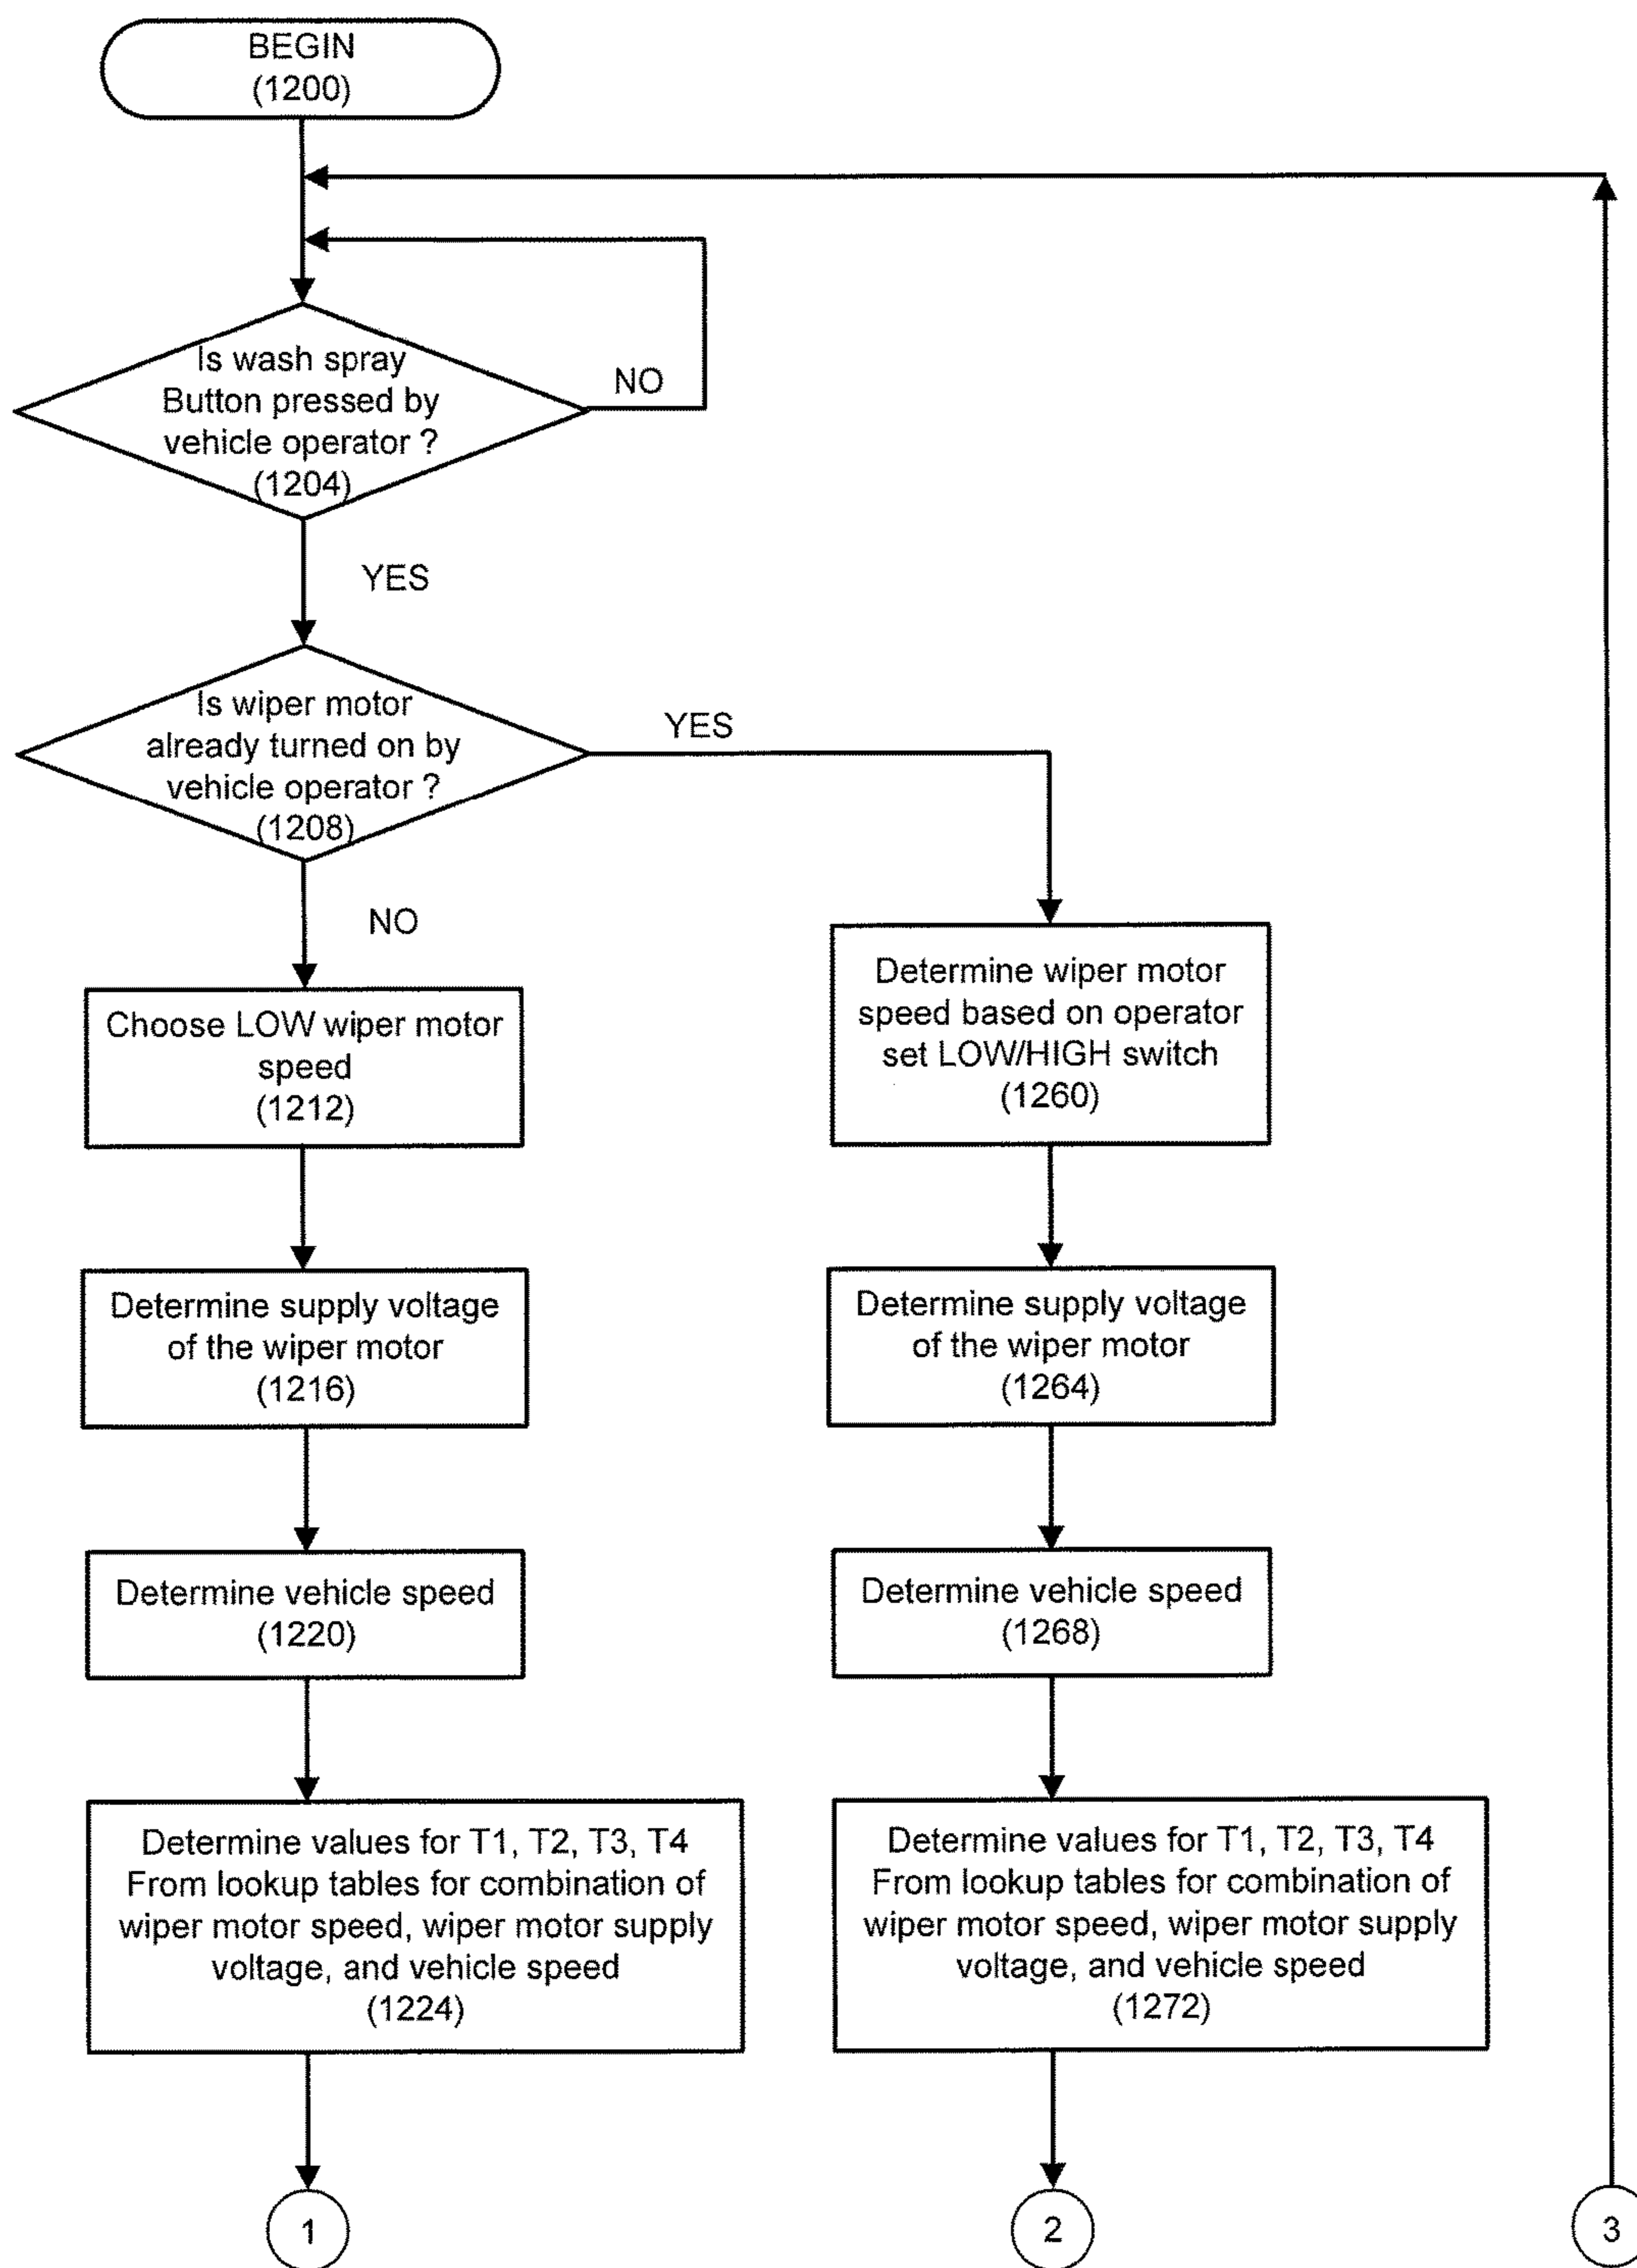 BEGIN
(1200)
Is wash spray
Button pressed by
vehicle operator ?
(1204)
NO
YES
Is wiper motor
already turned on by
vehicle operator ?
(1208)
YES
NO
Choose LOW wiper motor
speed
(1212)
Determine wiper motor
speed based on operator
set LOW/HIGH switch
(1260)
Determine supply voltage
of the wiper motor
(1216)
Determine supply voltage
of the wiper motor
(1264)
Determine vehicle speed
(1220)
Determine vehicle speed
(1268)
Determine values for T1, T2, T3, T4
From lookup tables for combination of
wiper motor speed, wiper motor supply
voltage, and vehicle speed
(1224)
Determine values for T1, T2, T3, T4
From lookup tables for combination of
wiper motor speed, wiper motor supply
voltage, and vehicle speed
(1272)
1
2
3